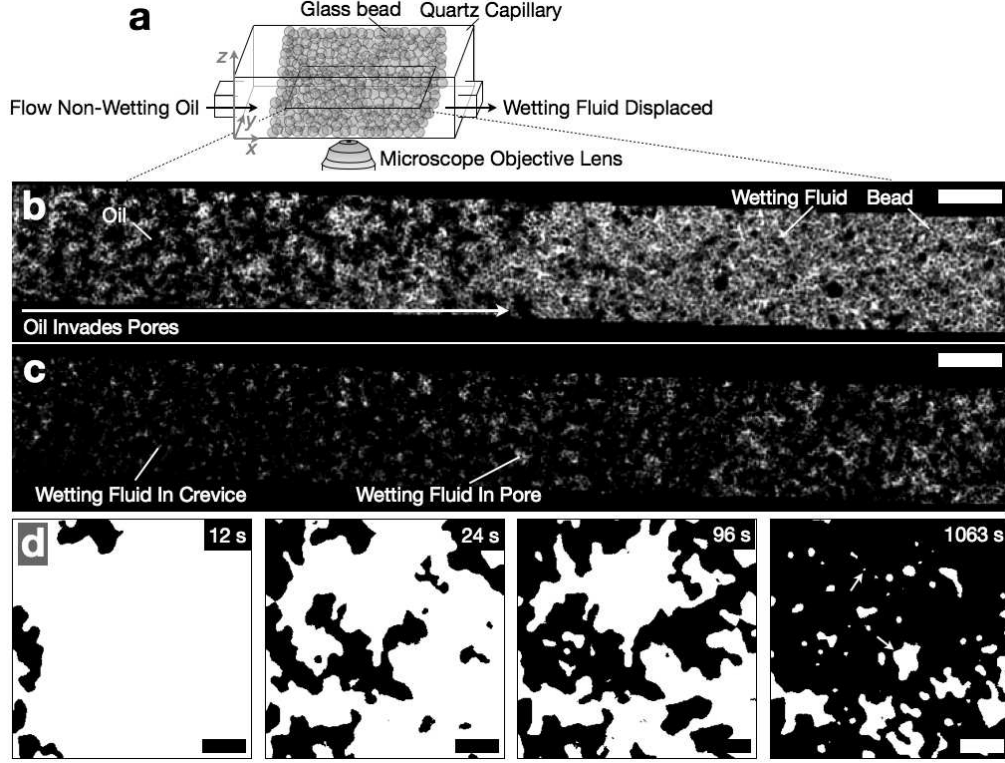 a
Glass bead
Quartz Capillary
z
Flow Non-Wetting Oil
Wetting Fluid Displaced
y
x
Microscope Objective Lens
b
Oil
Wetting Fluid
Bead
Oil Invades Pores
c
Wetting Fluid In Crevice
Wetting Fluid In Pore
d
12 s
24 s
96 s
1063 s